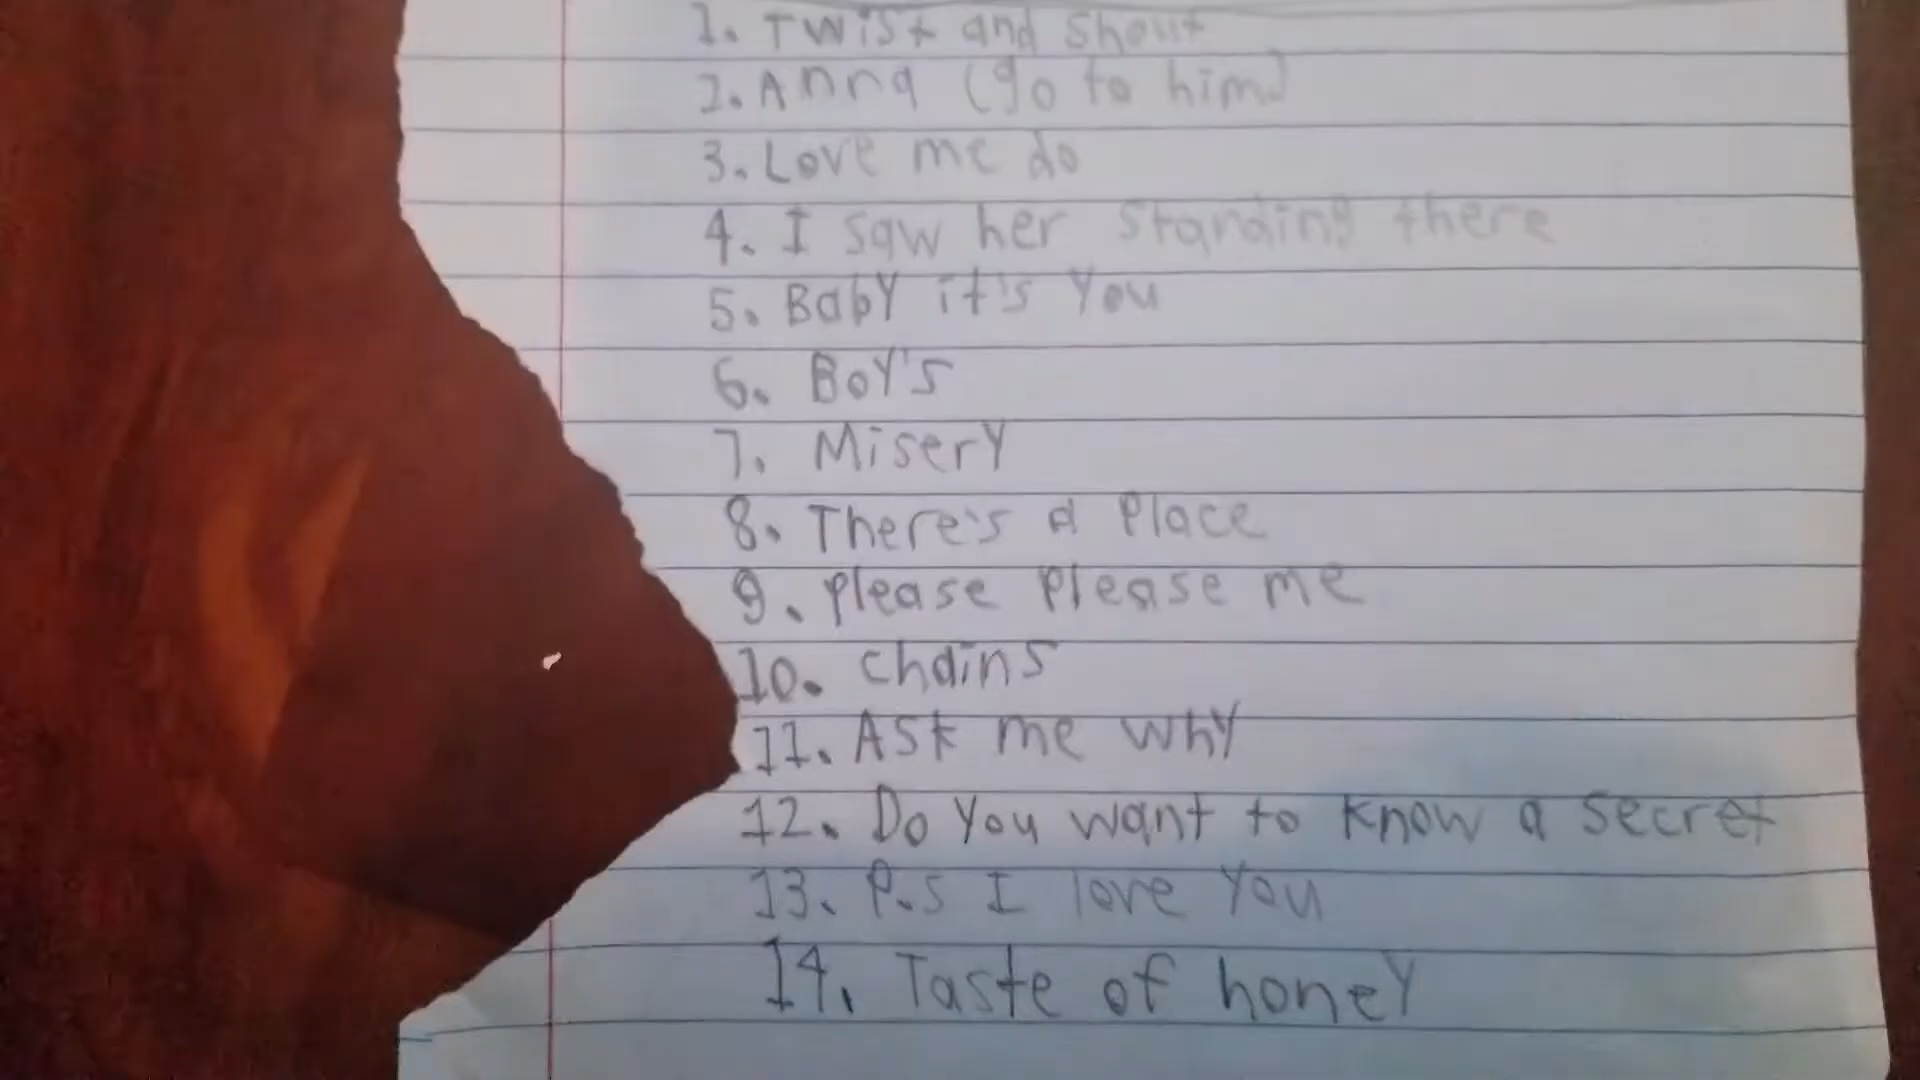 1. Twist and Shout
2. Anna (go to him)
3. Love me do
4. I saw her standing there
5. Baby it's You
6. Boy's
7. Misery
8. There's a Place
9. Please Please me
10. Chains
11. Ask me why
12. Do You want to know a secret
13. P.s I love You
14. Taste of honey